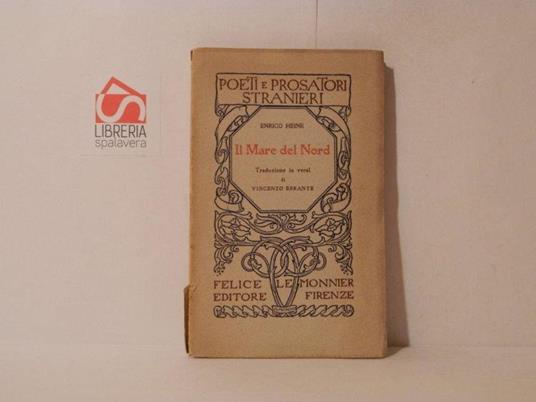 LIBRERIA
spalavera
POETI E PROSATORI
STRANIERI
ENRICO HEINE
Il Mare del Nord
Traduzione in versi
di
VINCENZO ERRANTE
FELICE LE MONNIER
EDITORE FIRENZE